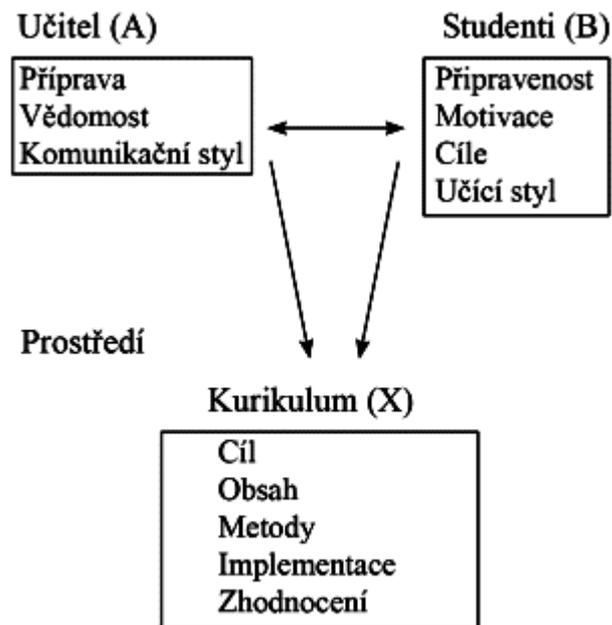 Učitel (A)
Příprava
Vědomost
Komunikační styl
Studenti (B)
Připravenost
Motivace
Cíle
Učící styl
Prostředí
Kurikulum (X)
Cíl
Obsah
Metody
Implementace
Zhodnocení